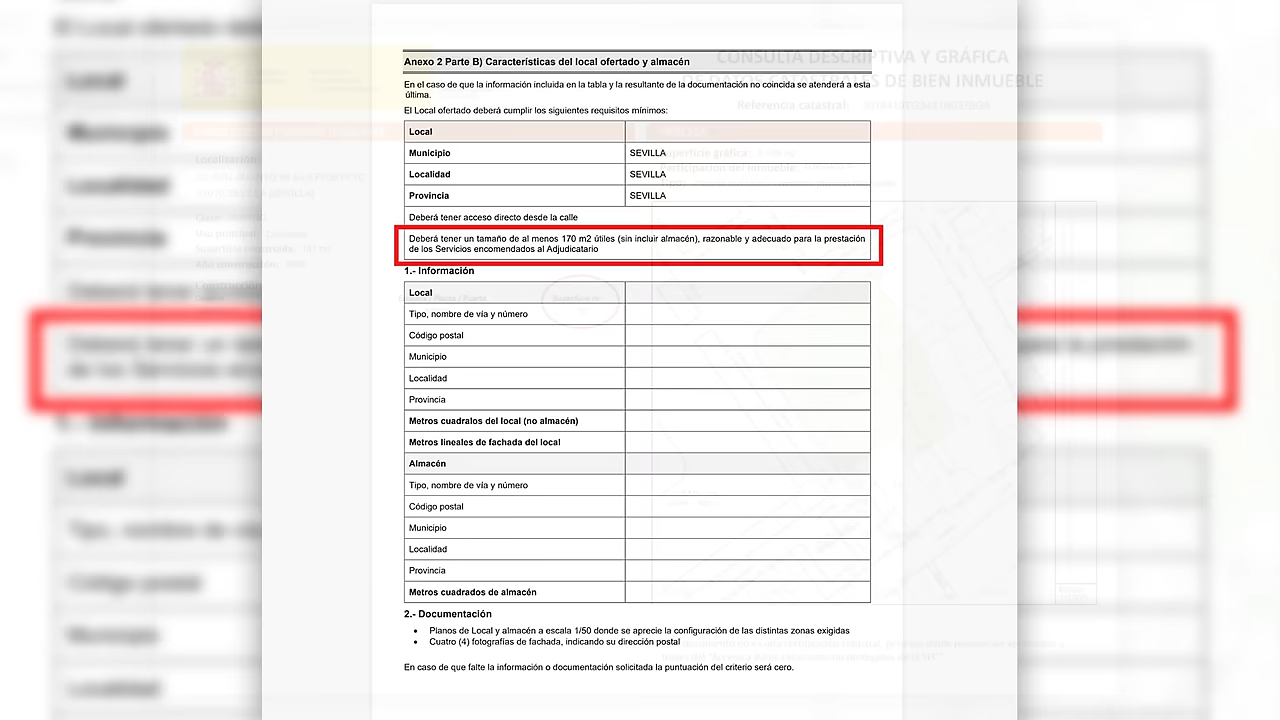 Anexo 2 Parte B) Características del local ofertado y almacén
CONSULTA DESCRIPTIVA Y GRÁFICA
DE DATOS CATASTRALES DE BIEN INMUEBLE
Referencia catastral:
En el caso de que la información incluida en la tabla y la resultante de la documentación no coincida se atenderá a esta
última.
El Local ofertado deberá cumplir los siguientes requisitos mínimos:
Local
Municipio SEVILLA
Localidad SEVILLA
Provincia SEVILLA
Deberá tener acceso directo desde la calle
Deberá tener un tamaño de al menos 170 m2 útiles (sin incluir almacén), razonable y adecuado para la prestación
de los Servicios encomendados al Adjudicatario
1.- Información
Local
Tipo, nombre de vía y número
Código postal
Municipio
Localidad
Provincia
Metros cuadralos del local (no almacén)
Metros lineales de fachada del local
Almacén
Tipo, nombre de vía y número
Código postal
Municipio
Localidad
Provincia
Metros cuadrados de almacén
2.- Documentación
• Planos de Local y almacén a escala 1/50 donde se aprecie la configuración de las distintas zonas exigidas
• Cuatro (4) fotografías de fachada, indicando su dirección postal
En caso de que falte la información o documentación solicitada la puntuación del criterio será cero.